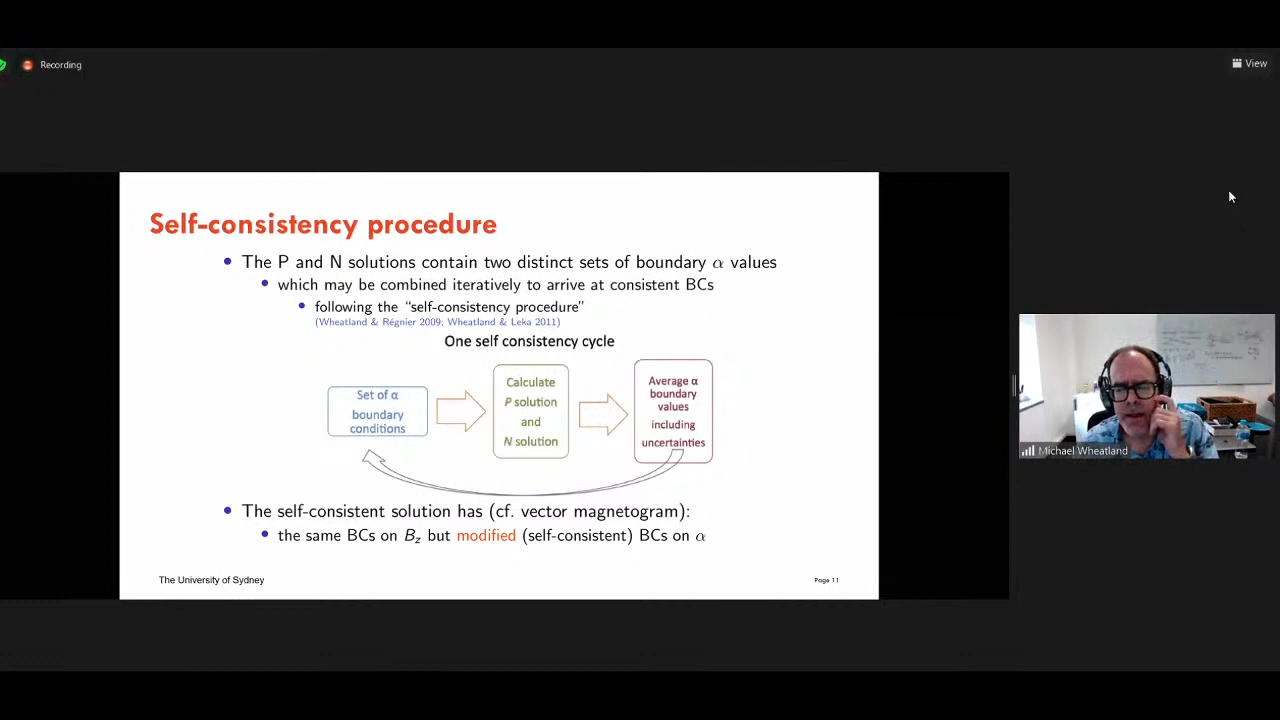 Recording
View
Self-consistency procedure
• The P and N solutions contain two distinct sets of boundary α values
• which may be combined iteratively to arrive at consistent BCs
• following the “self-consistency procedure”
(Wheatland & Régnier 2009; Wheatland & Leka 2011)
One self consistency cycle
Set of α
boundary
conditions
Calculate
P solution
and
N solution
Average α
boundary
values
including
uncertainties
• The self-consistent solution has (cf. vector magnetogram):
• the same BCs on Bz but modified (self-consistent) BCs on α
The University of Sydney
Page 11
Michael Wheatland